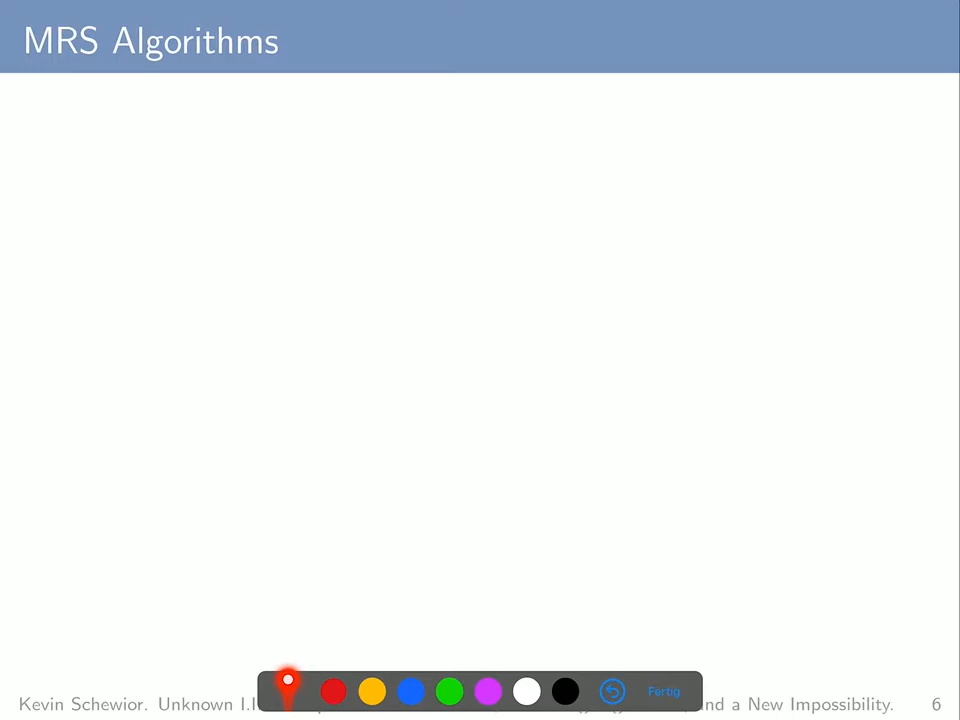 MRS Algorithms
Kevin Schewior. Unknown and a New Impossibility. 6
Fertig